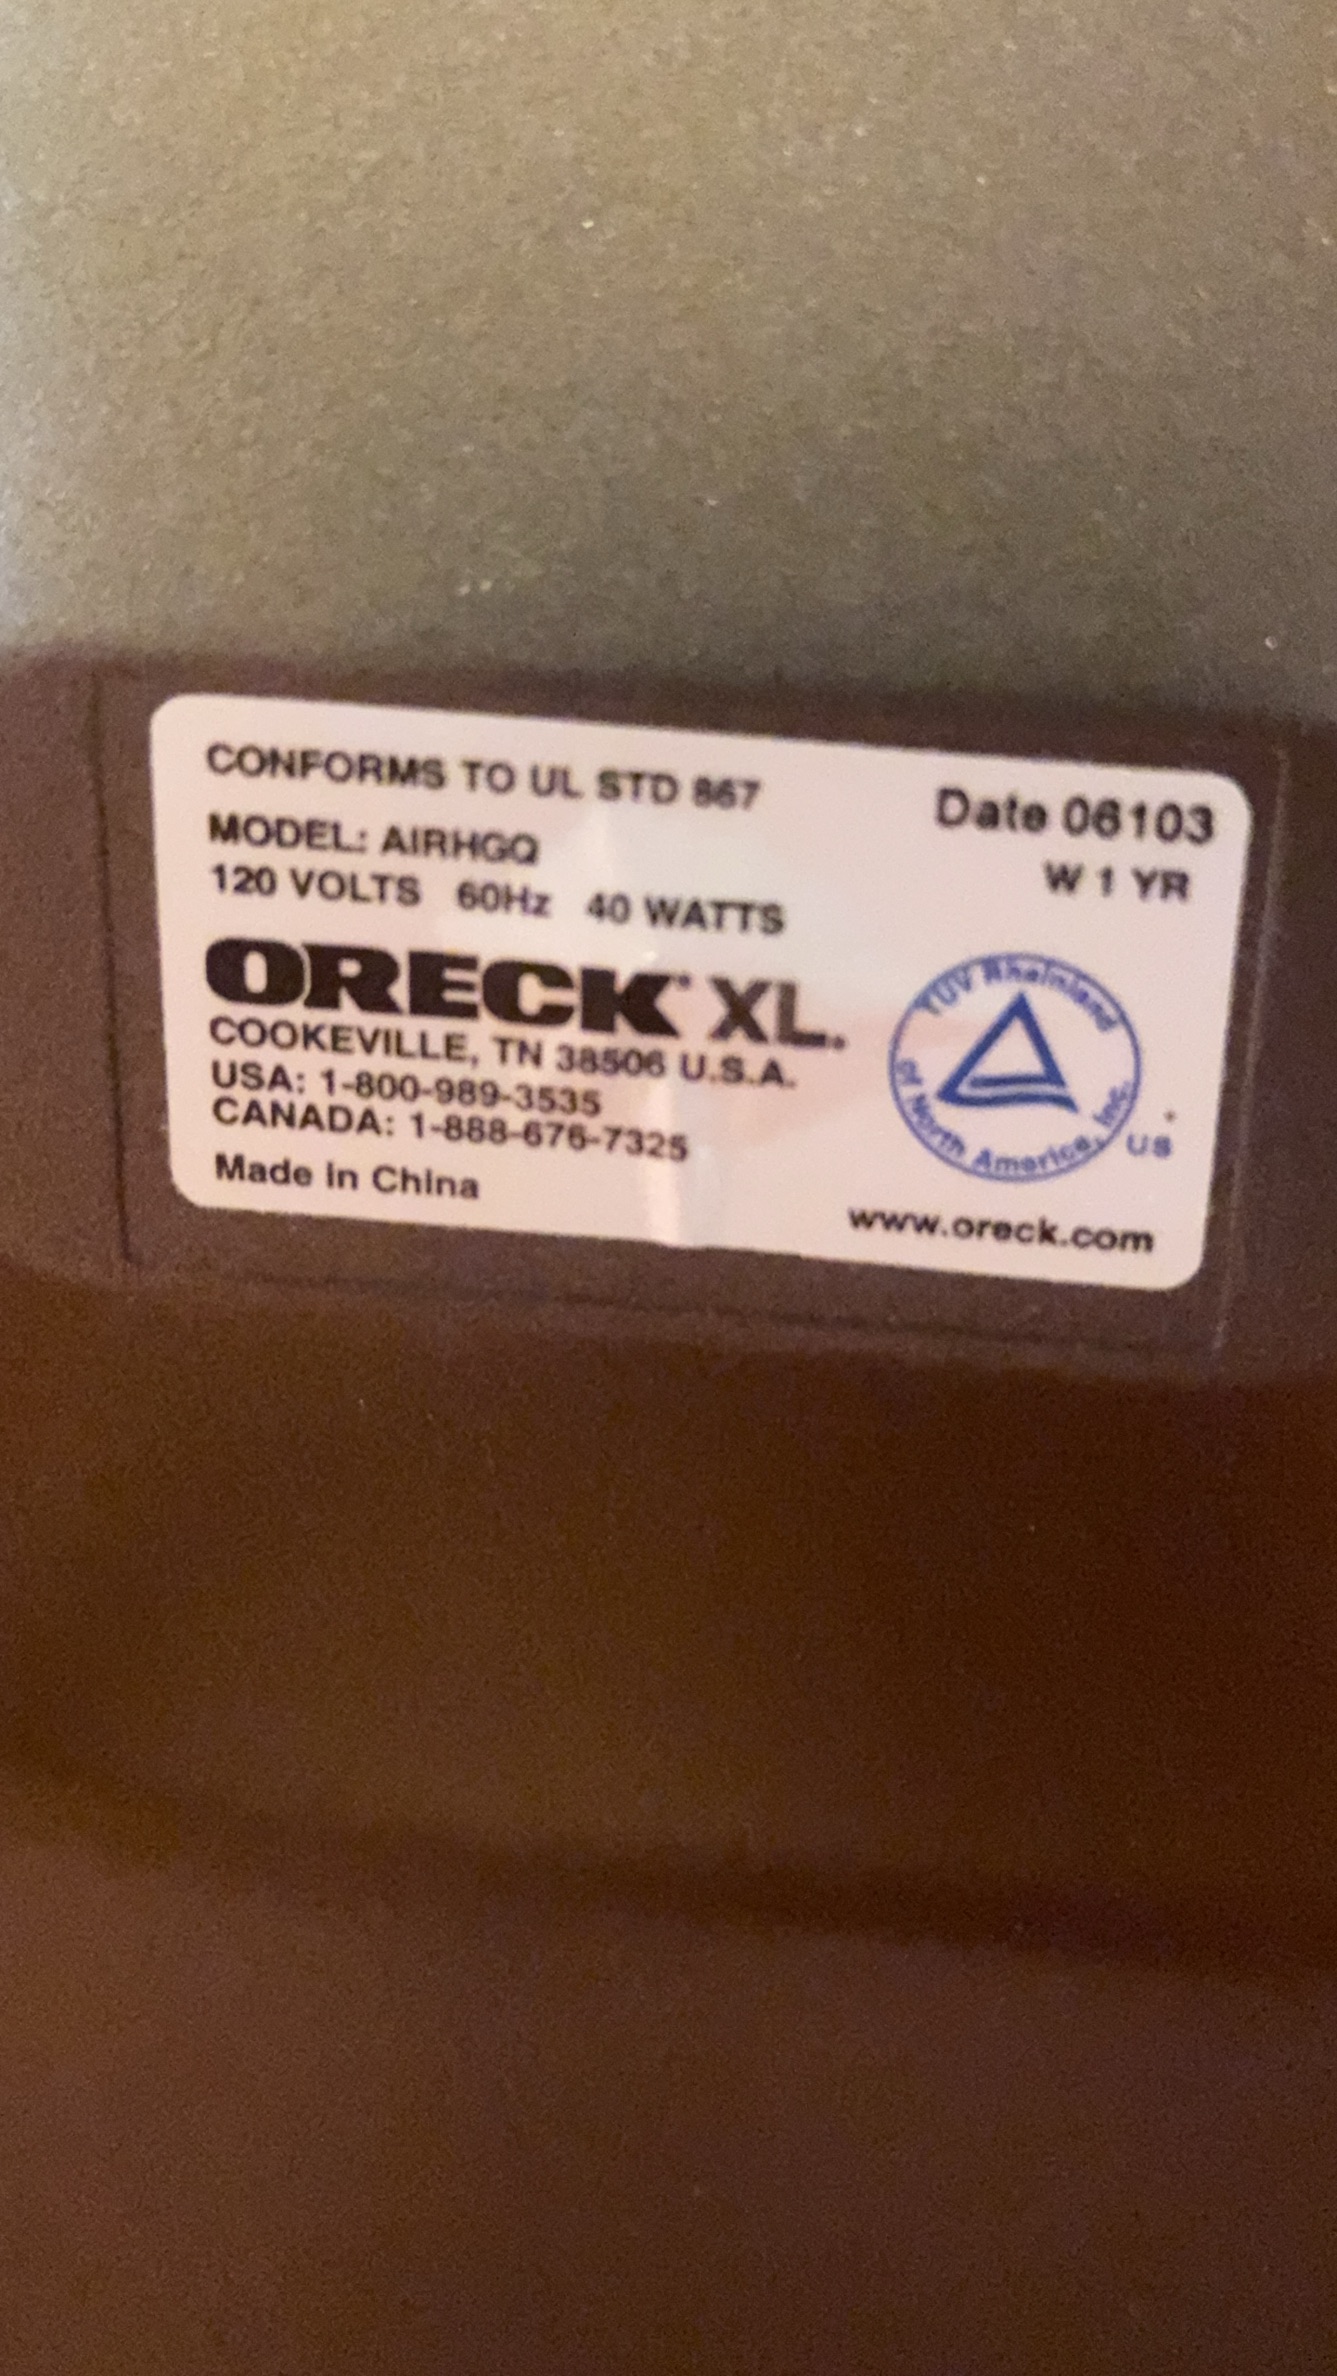 CONFORMS TO UL STD 867
MODEL: AIRHGQ
120 VOLTS 60Hz 40 WATTS
Date 06103
W 1 YR
ORECK XL.
COOKEVILLE, TN 38506 U.S.A.
USA: 1-800-989-3535
CANADA: 1-888-676-7325
Made in China
TÜV Rheinland
of North America, Inc.
US
www.oreck.com